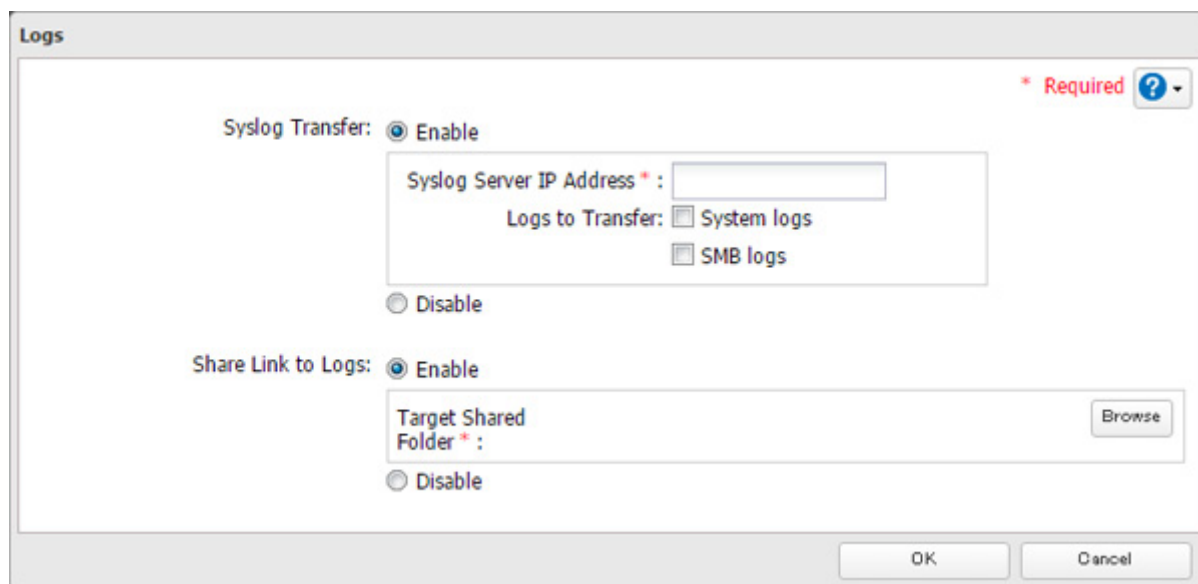 Logs
* Required ?
Syslog Transfer: Enable
Syslog Server IP Address * :
Logs to Transfer: System logs
SMB logs
Disable
Share Link to Logs: Enable
Target Shared
Folder * :
Browse
Disable
OK Cancel